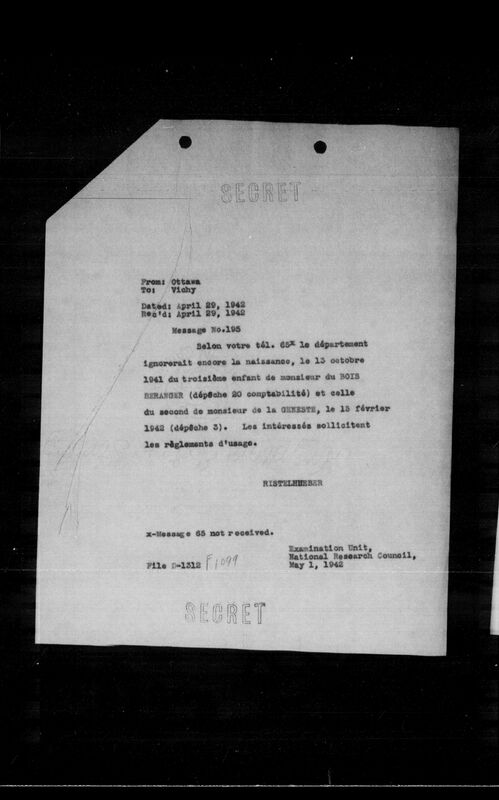 SECRET
From: Ottawa
To: Vichy
Dated: April 29, 1942
Rec'd: April 29, 1942
Message No.195
Selon votre tél. 65x le département
ignorerait encore la naissance, le 13 octobre
1941 du troisième enfant de monsieur du BOIS
BERANGER (dépêche 20 comptabilité) et celle
du second de monsieur de la GENESTE, le 15 février
1942 (dépêche 3). Les intéressés sollicitent
les règlements d'usage.
RISTELHUEBER
x-Message 65 not received.
Examination Unit,
National Research Council,
File D-1312 F1099 May 1, 1942
SECRET